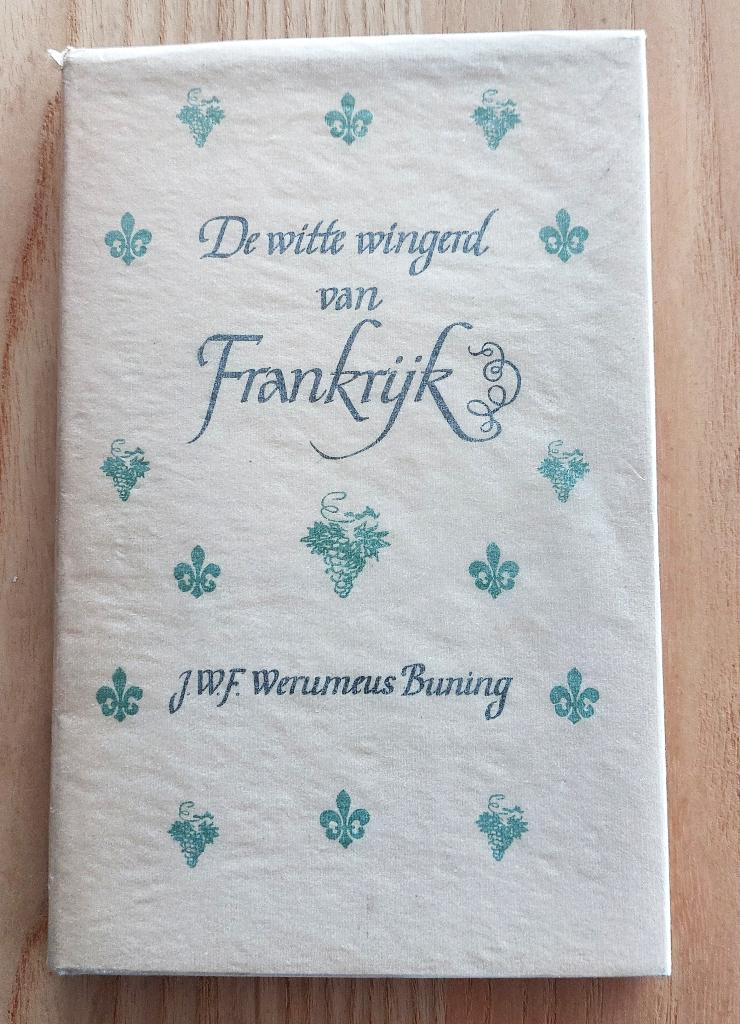 De witte wingerd
van
Frankrijk
J.W.F. Werumeus Buning